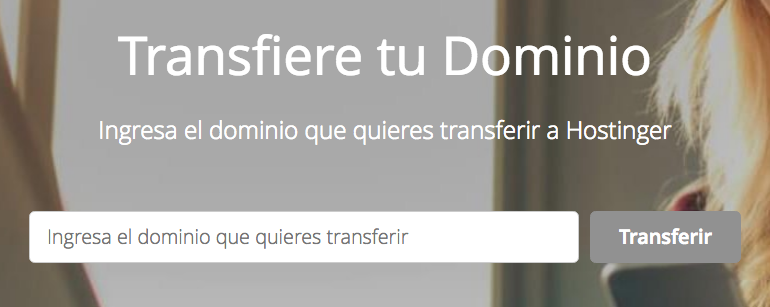 Transfiere tu Dominio
Ingresa el dominio que quieres transferir a Hostinger
Ingresa el dominio que quieres transferir
Transferir